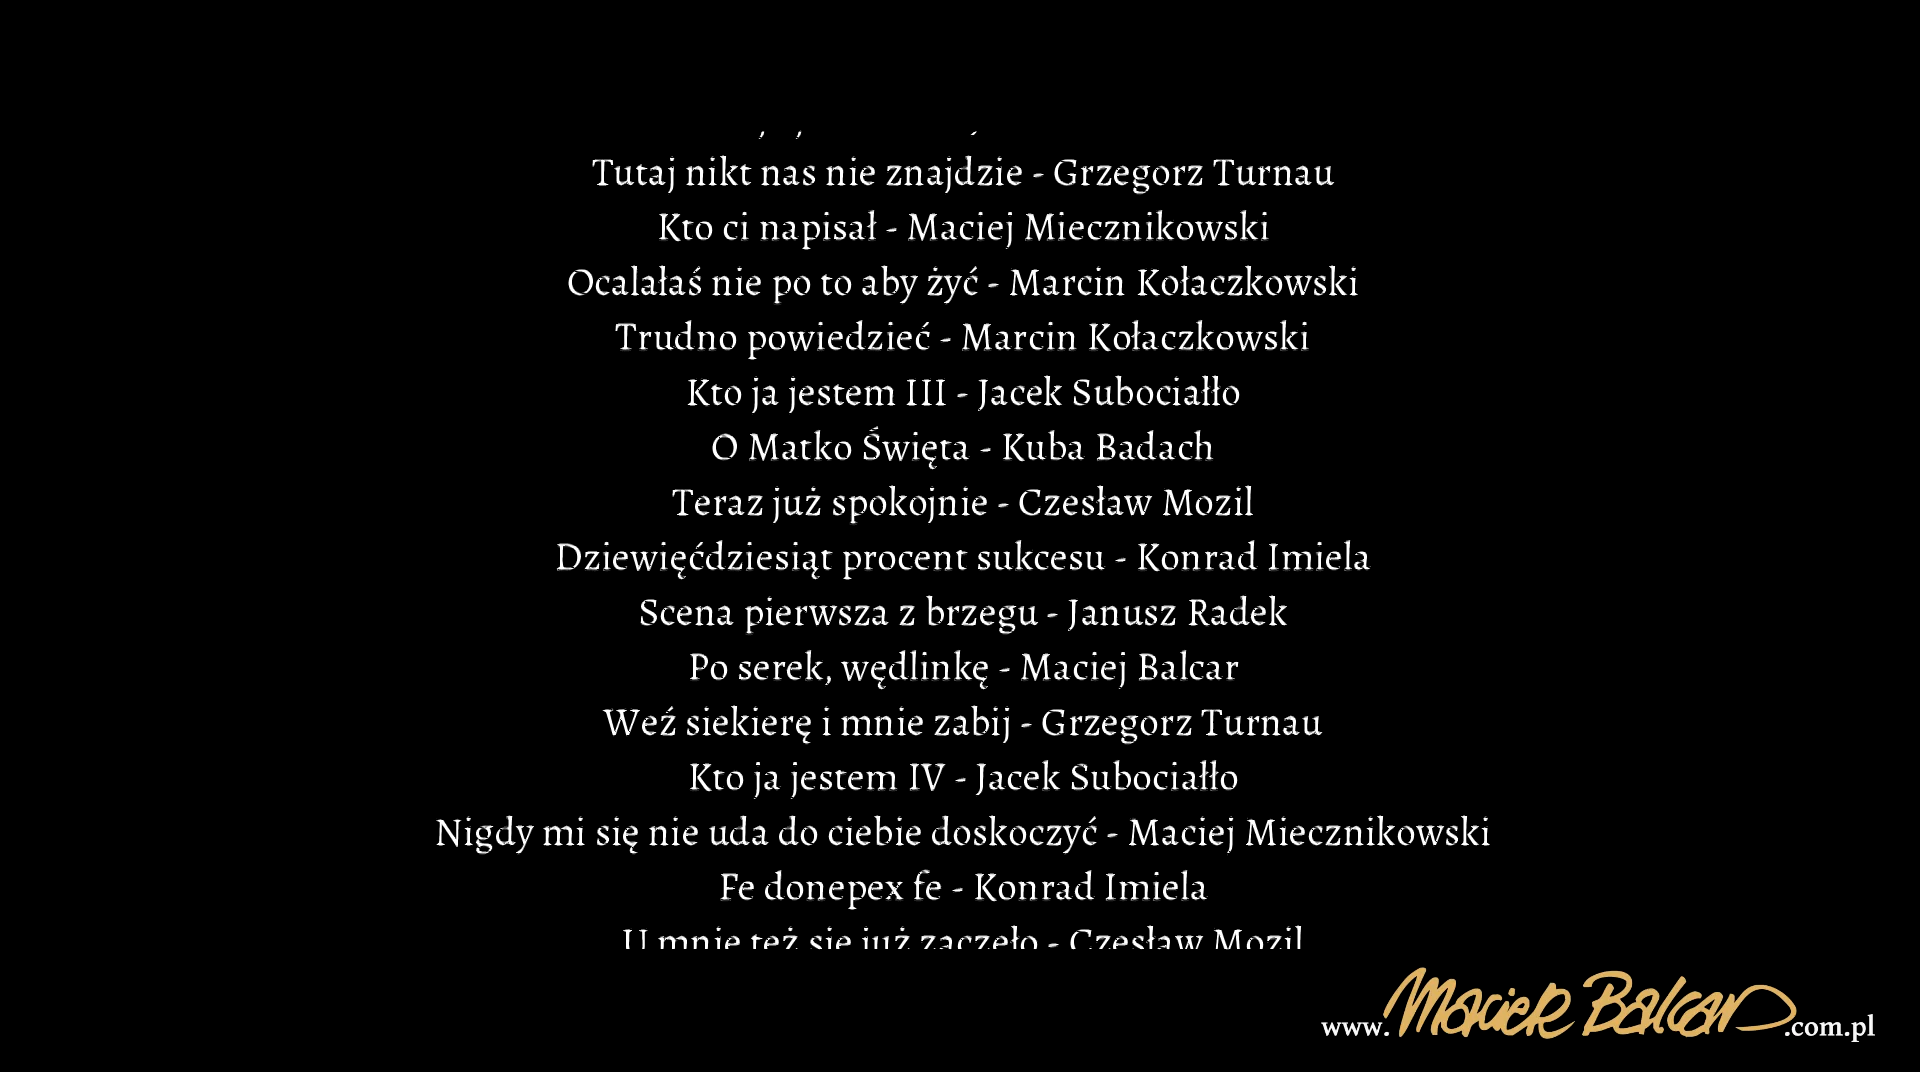 Tutaj nikt nas nie znajdzie - Grzegorz Turnau
Kto ci napisał - Maciej Miecznikowski
Ocalałaś nie po to aby żyć - Marcin Kołaczkowski
Trudno powiedzieć - Marcin Kołaczkowski
Kto ja jestem III - Jacek Subociałło
O Matko Święta - Kuba Badach
Teraz już spokojnie - Czesław Mozil
Dziewięćdziesiąt procent sukcesu - Konrad Imiela
Scena pierwsza z brzegu - Janusz Radek
Po serek, wędlinkę - Maciej Balcar
Weź siekierę i mnie zabij - Grzegorz Turnau
Kto ja jestem IV - Jacek Subociałło
Nigdy mi się nie uda do ciebie doskoczyć - Maciej Miecznikowski
Fe donepex fe - Konrad Imiela
U mnie też się już zaczęło - Czesław Mozil
www.Maciek Balcar.com.pl